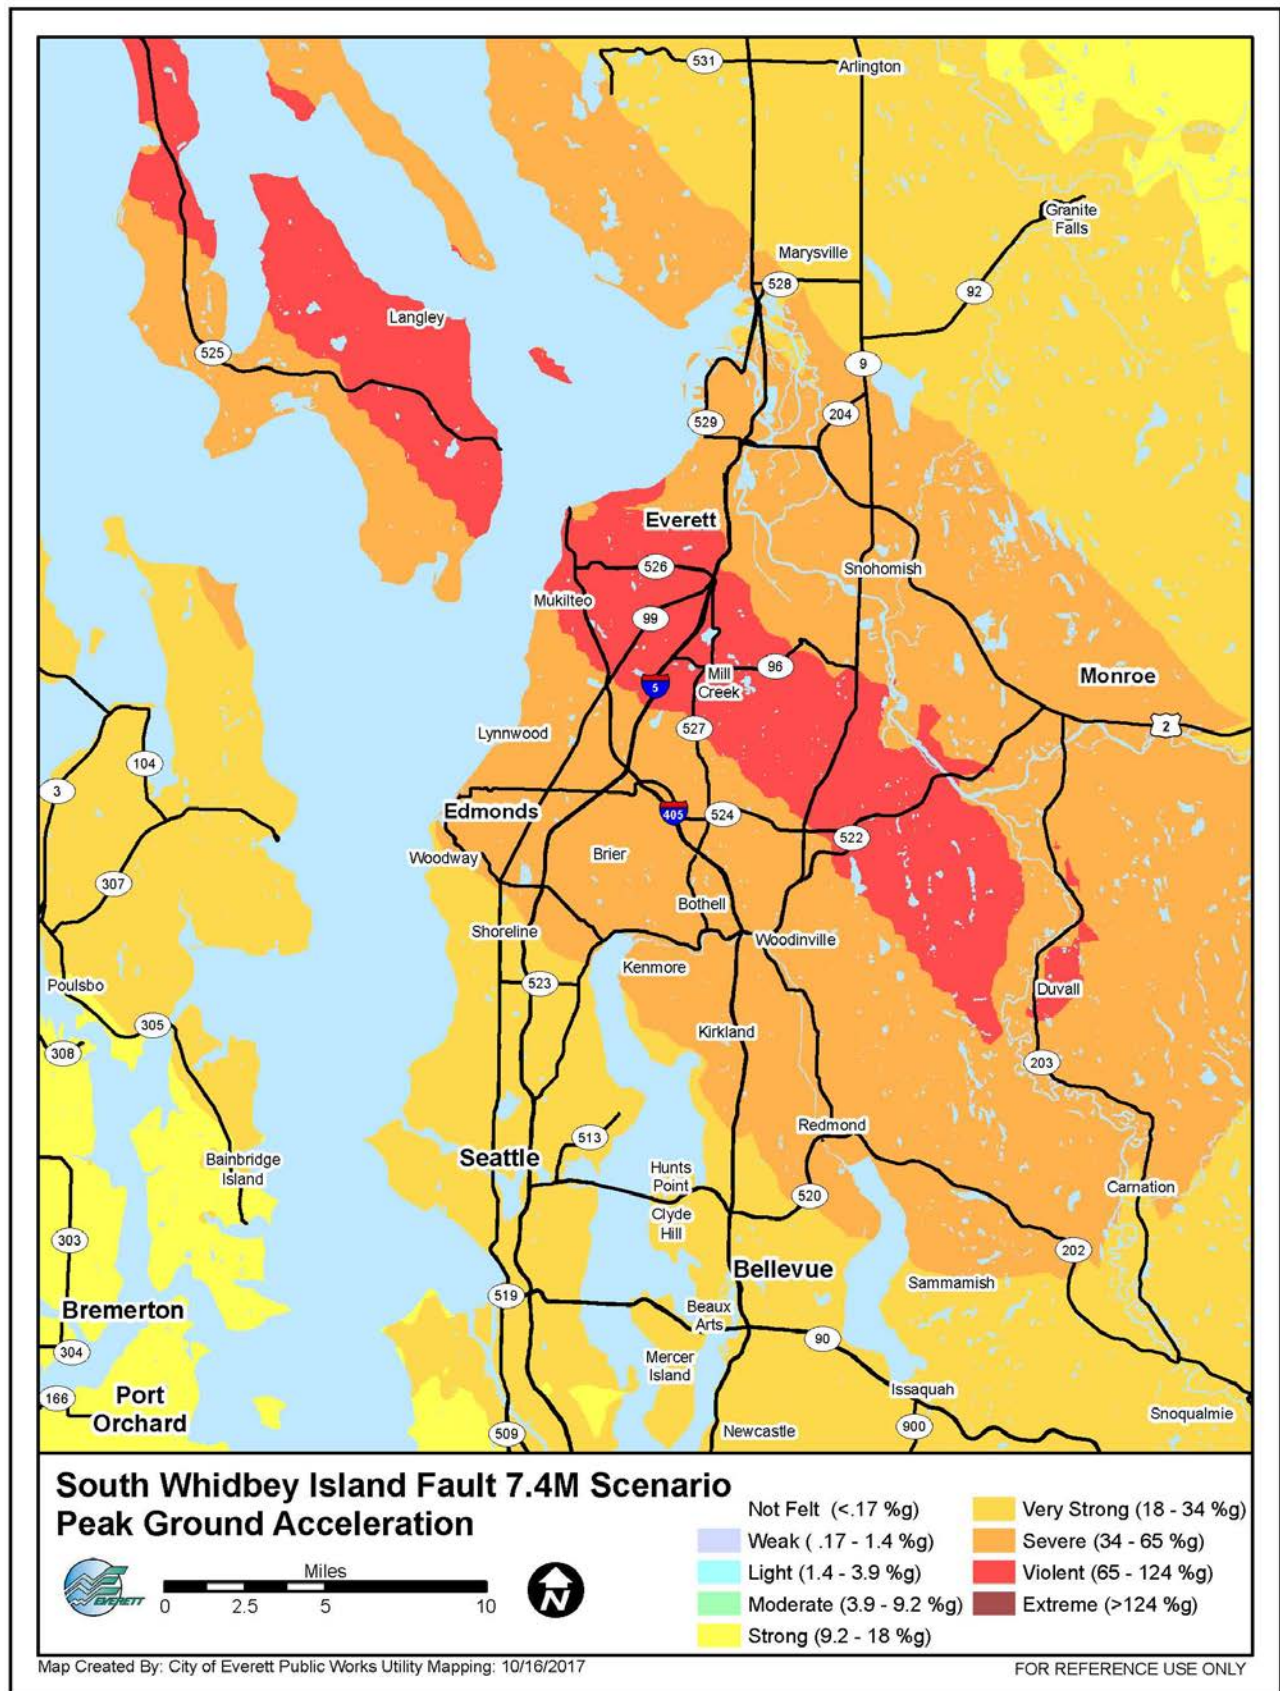 531
Arlington
Granite
Falls
Marysville
528
92
Langley
525
9
529
204
Everett
526
Snohomish
Mukilteo
99
96
Mill
Creek
5
Monroe
527
2
Lynnwood
104
3
Edmonds
405
524
522
Woodway
Brier
307
Bothell
Shoreline
Woodinville
Kenmore
523
Poulsbo
Duvall
305
Kirkland
308
203
Redmond
513
Seattle
Bainbridge
Island
Hunts
Point
520
Carnation
Clyde
Hill
303
202
Bellevue
Sammamish
519
Bremerton
Beaux
Arts
90
304
Mercer
Island
166
Port
Orchard
Issaquah
Snoqualmie
509
Newcastle
900
South Whidbey Island Fault 7.4M Scenario
Peak Ground Acceleration
EVERETT
Miles
0 2.5 5 10
N
Not Felt (<.17 %g)
Weak ( .17 - 1.4 %g)
Light (1.4 - 3.9 %g)
Moderate (3.9 - 9.2 %g)
Strong (9.2 - 18 %g)
Very Strong (18 - 34 %g)
Severe (34 - 65 %g)
Violent (65 - 124 %g)
Extreme (>124 %g)
Map Created By: City of Everett Public Works Utility Mapping: 10/16/2017
FOR REFERENCE USE ONLY